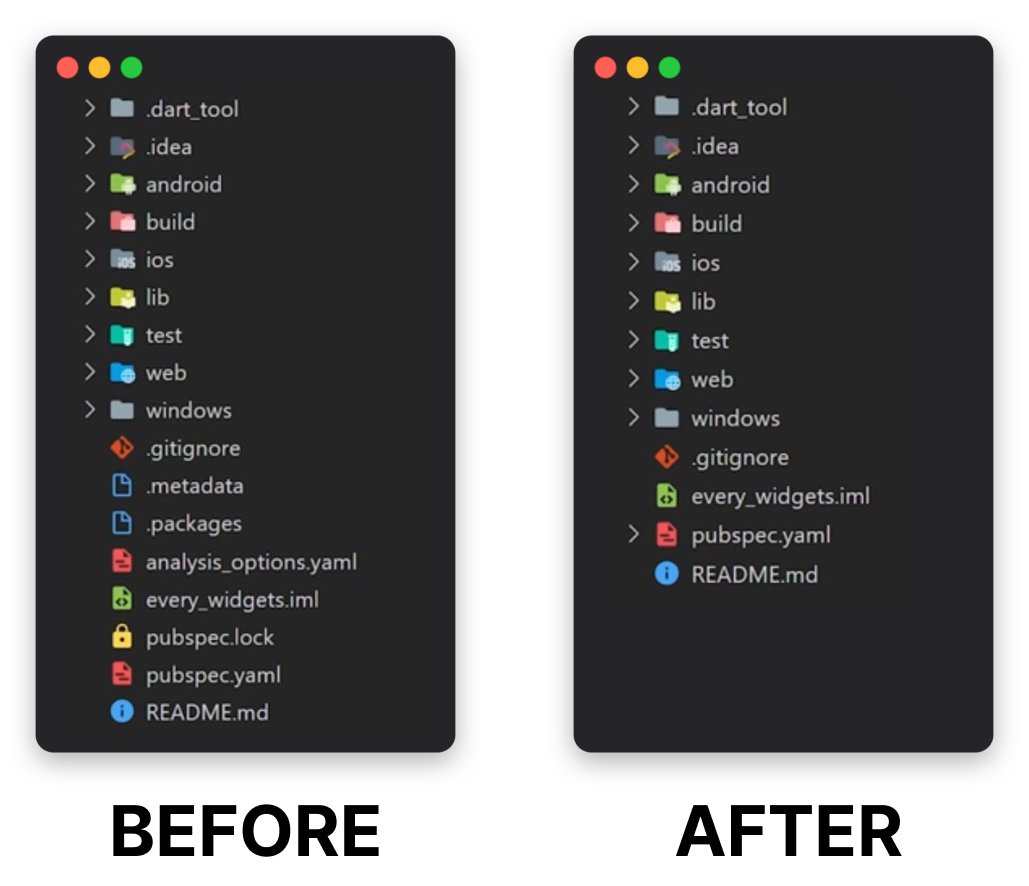 .dart_tool
.idea
android
build
ios
lib
test
web
windows
.gitignore
.metadata
.packages
analysis_options.yaml
every_widgets.iml
pubspec.lock
pubspec.yaml
README.md
BEFORE
.dart_tool
.idea
android
build
ios
lib
test
web
windows
.gitignore
every_widgets.iml
pubspec.yaml
README.md
AFTER